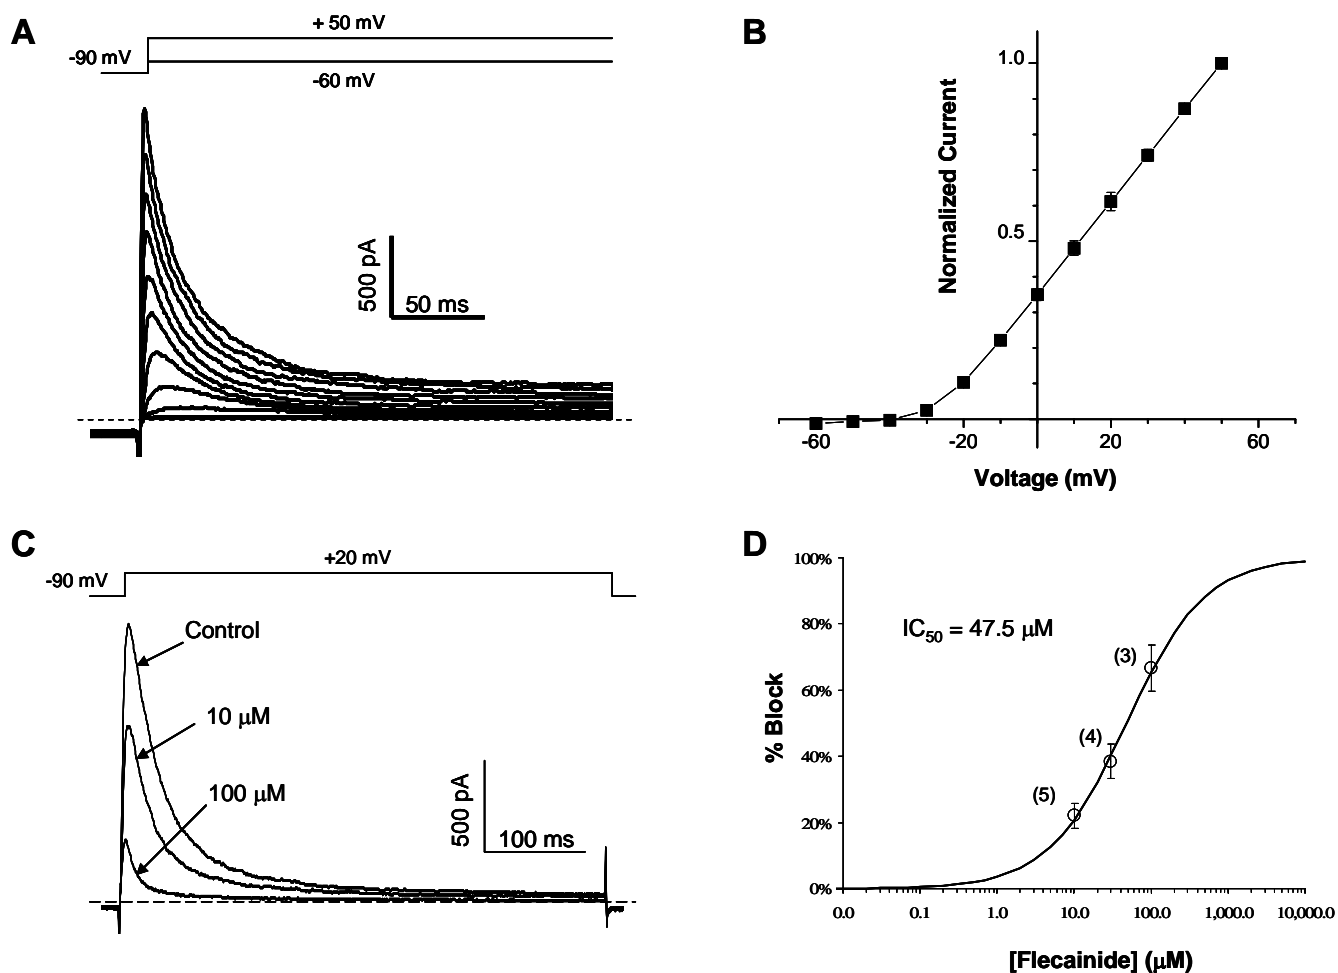 A
+ 50 mV
-90 mV
-60 mV
500 pA
50 ms
B
Normalized Current
1.0
0.5
-60
-20
0
20
60
Voltage (mV)
C
+20 mV
-90 mV
Control
10 µM
100 µM
500 pA
100 ms
D
100%
80%
60%
40%
20%
0%
% Block
IC50 = 47.5 µM
(3)
(4)
(5)
0.0
0.1
1.0
10.0
100.0
1,000.0
10,000.0
[Flecainide] (µM)